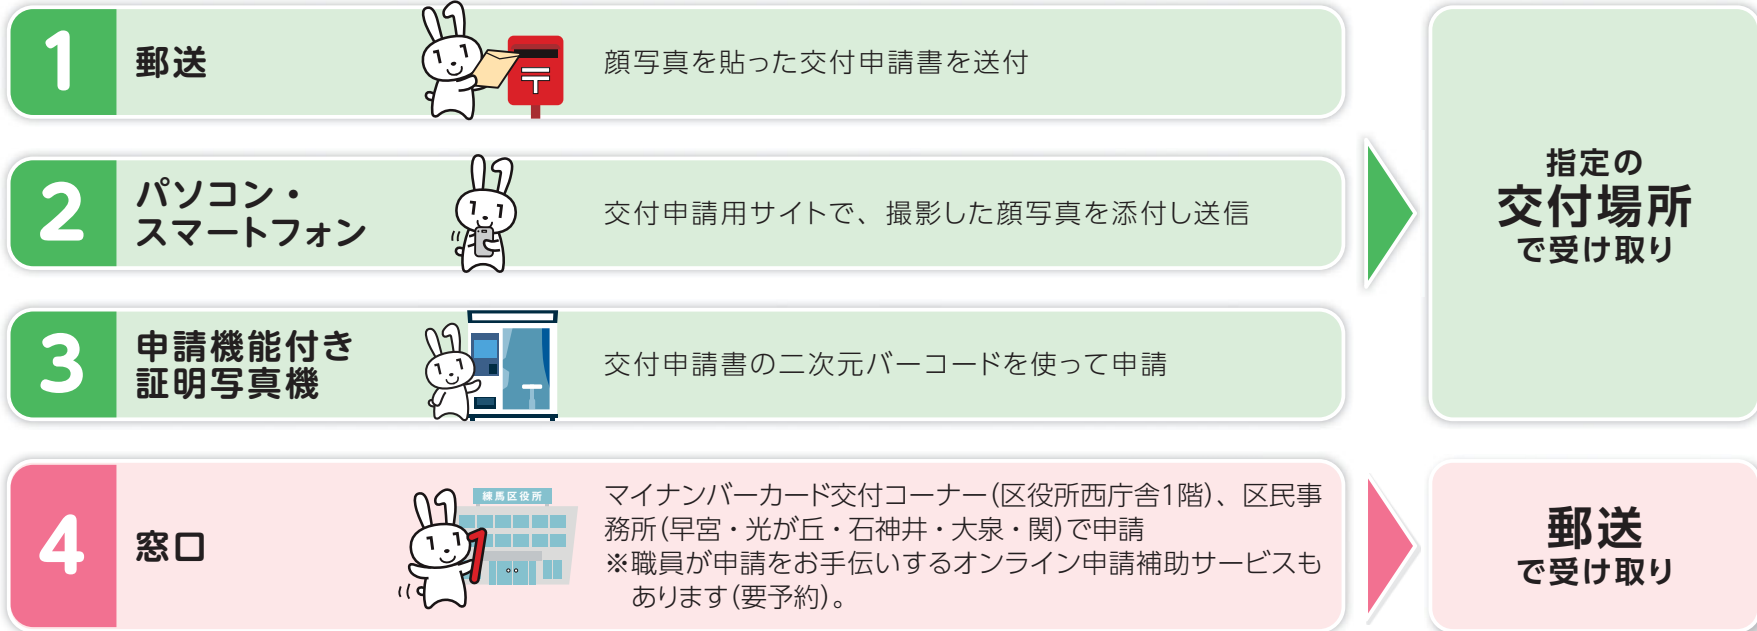 1
郵送
〒
顔写真を貼った交付申請書を送付
2
パソコン・
スマートフォン
交付申請用サイトで、撮影した顔写真を添付し送信
3
申請機能付き
証明写真機
交付申請書の二次元バーコードを使って申請
指定の
交付場所
で受け取り
4
窓口
練馬区役所
マイナンバーカード交付コーナー(区役所西庁舎1階)、区民事
務所(早宮・光が丘・石神井・大泉・関)で申請
※職員が申請をお手伝いするオンライン申請補助サービスも
あります(要予約)。
郵送
で受け取り